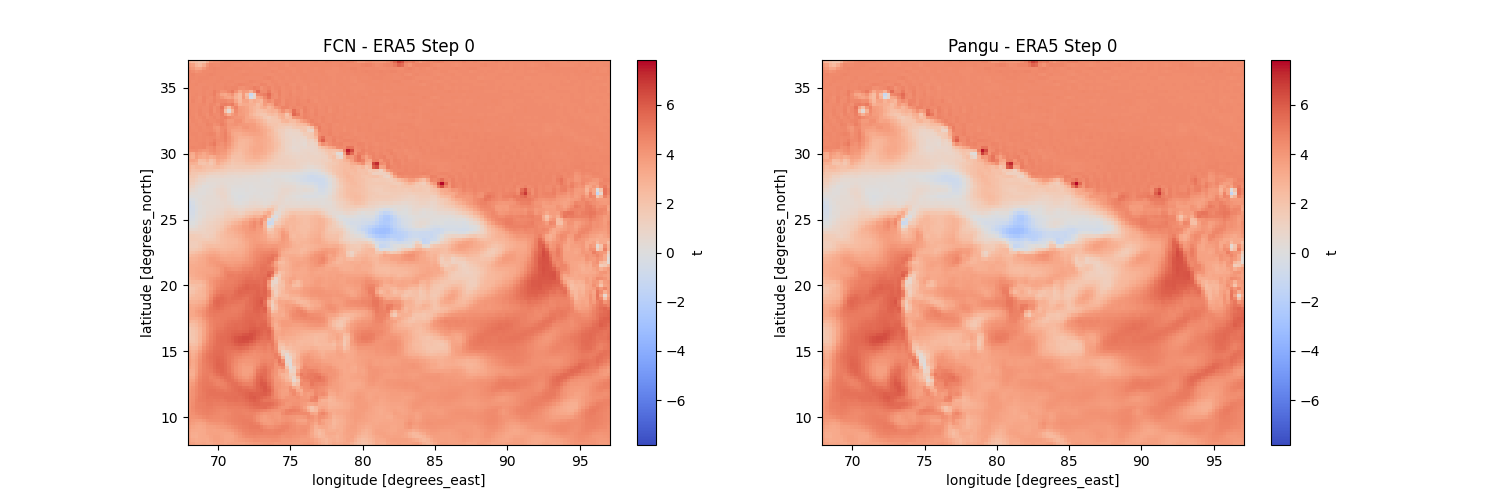 FCN - ERA5 Step 0
35
30
25
20
15
10
latitude [degrees_north]
70 75 80 85 90 95
longitude [degrees_east]
6
4
2
0
−2
−4
−6
t
Pangu - ERA5 Step 0
35
30
25
20
15
10
latitude [degrees_north]
70 75 80 85 90 95
longitude [degrees_east]
6
4
2
0
−2
−4
−6
t